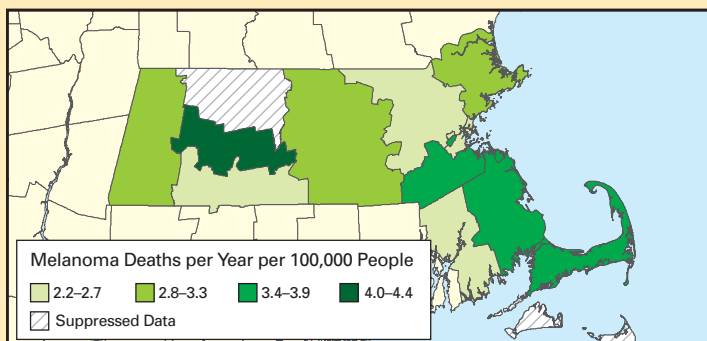 Melanoma Deaths per Year per 100,000 People
2.2–2.7 2.8–3.3 3.4–3.9 4.0–4.4
Suppressed Data